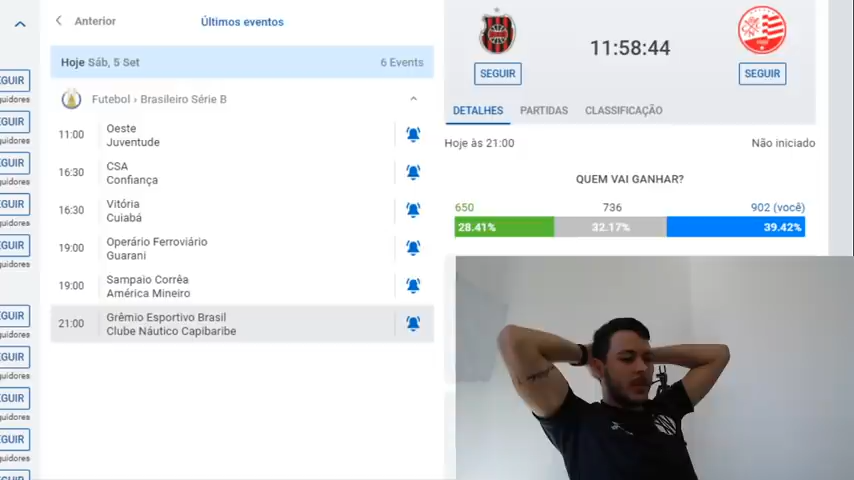 Anterior
Últimos eventos
Hoje Sáb, 5 Set
6 Events
Futebol › Brasileiro Série B
11:00
Oeste
Juventude
16:30
CSA
Confiança
16:30
Vitória
Cuiabá
19:00
Operário Ferroviário
Guarani
19:00
Sampaio Corrêa
América Mineiro
21:00
Grêmio Esportivo Brasil
Clube Náutico Capibaribe
11:58:44
SEGUIR
SEGUIR
DETALHES
PARTIDAS
CLASSIFICAÇÃO
Hoje às 21:00
Não iniciado
QUEM VAI GANHAR?
650
736
902 (você)
28.41%
32.17%
39.42%